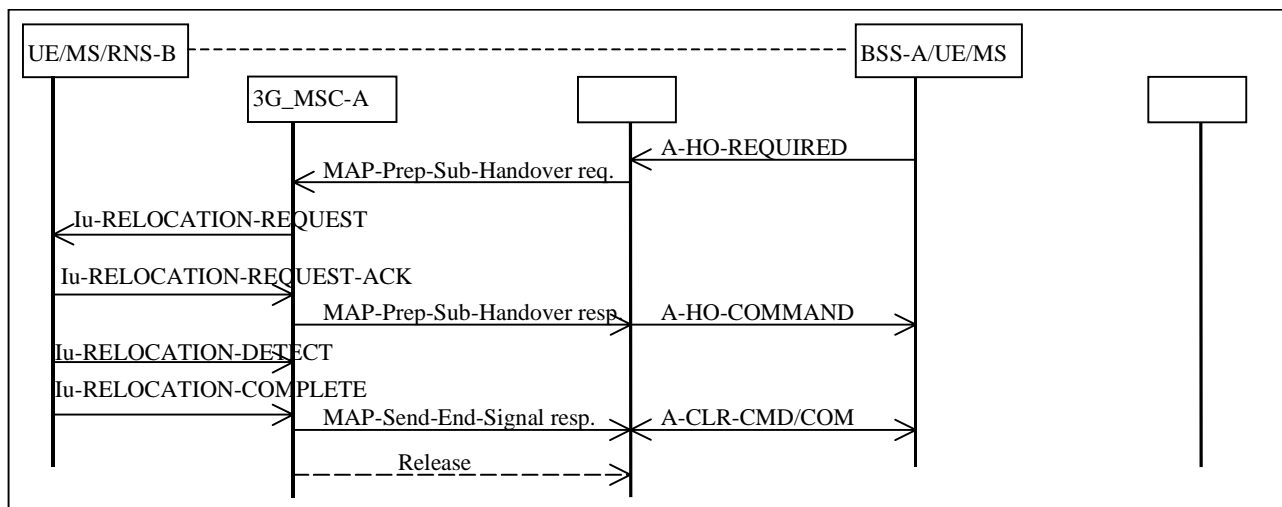 UE/MS/RNS-B
BSS-A/UE/MS
3G_MSC-A
A-HO-REQUIRED
MAP-Prep-Sub-Handover req.
Iu-RELOCATION-REQUEST
Iu-RELOCATION-REQUEST-ACK
MAP-Prep-Sub-Handover resp.
A-HO-COMMAND
Iu-RELOCATION-DETECT
Iu-RELOCATION-COMPLETE
MAP-Send-End-Signal resp.
A-CLR-CMD/COM
Release